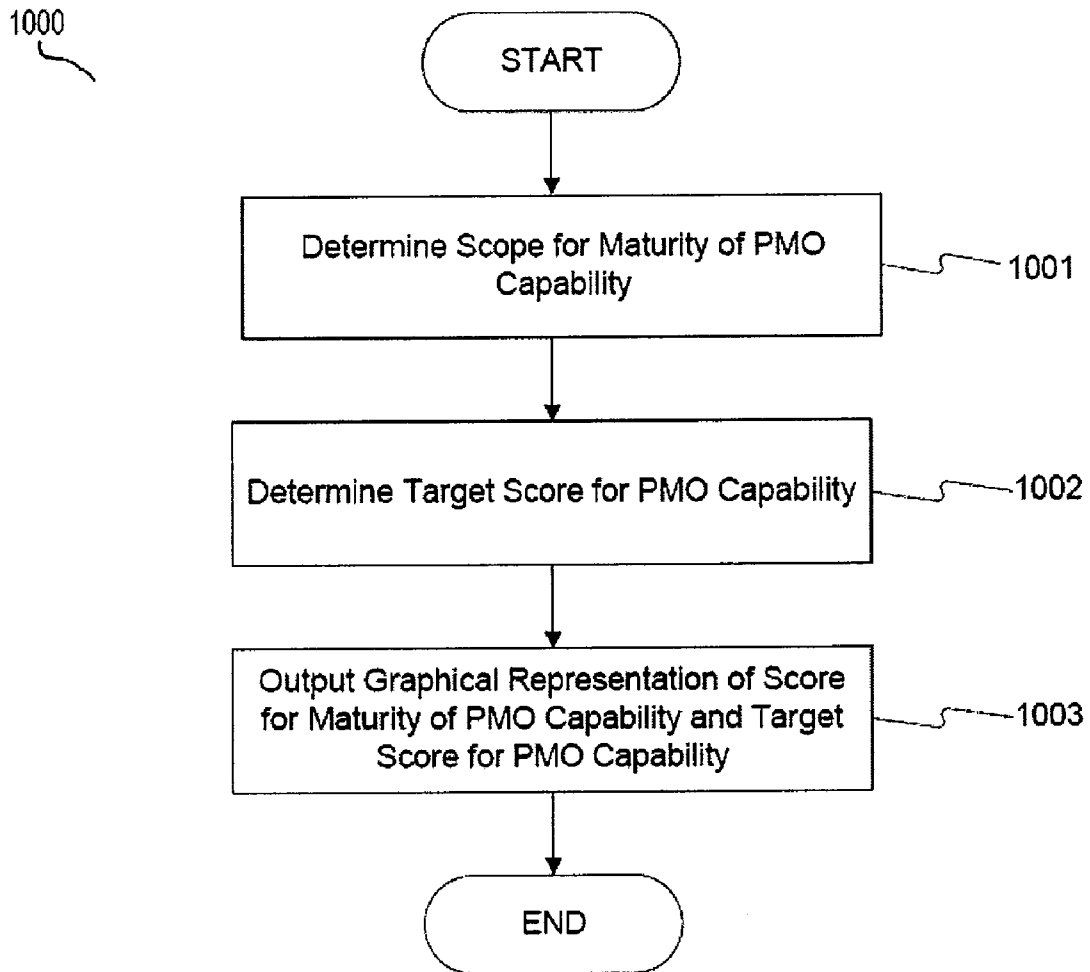 1000
START
Determine Scope for Maturity of PMO
Capability
1001
Determine Target Score for PMO Capability
1002
Output Graphical Representation of Score
for Maturity of PMO Capability and Target
Score for PMO Capability
1003
END